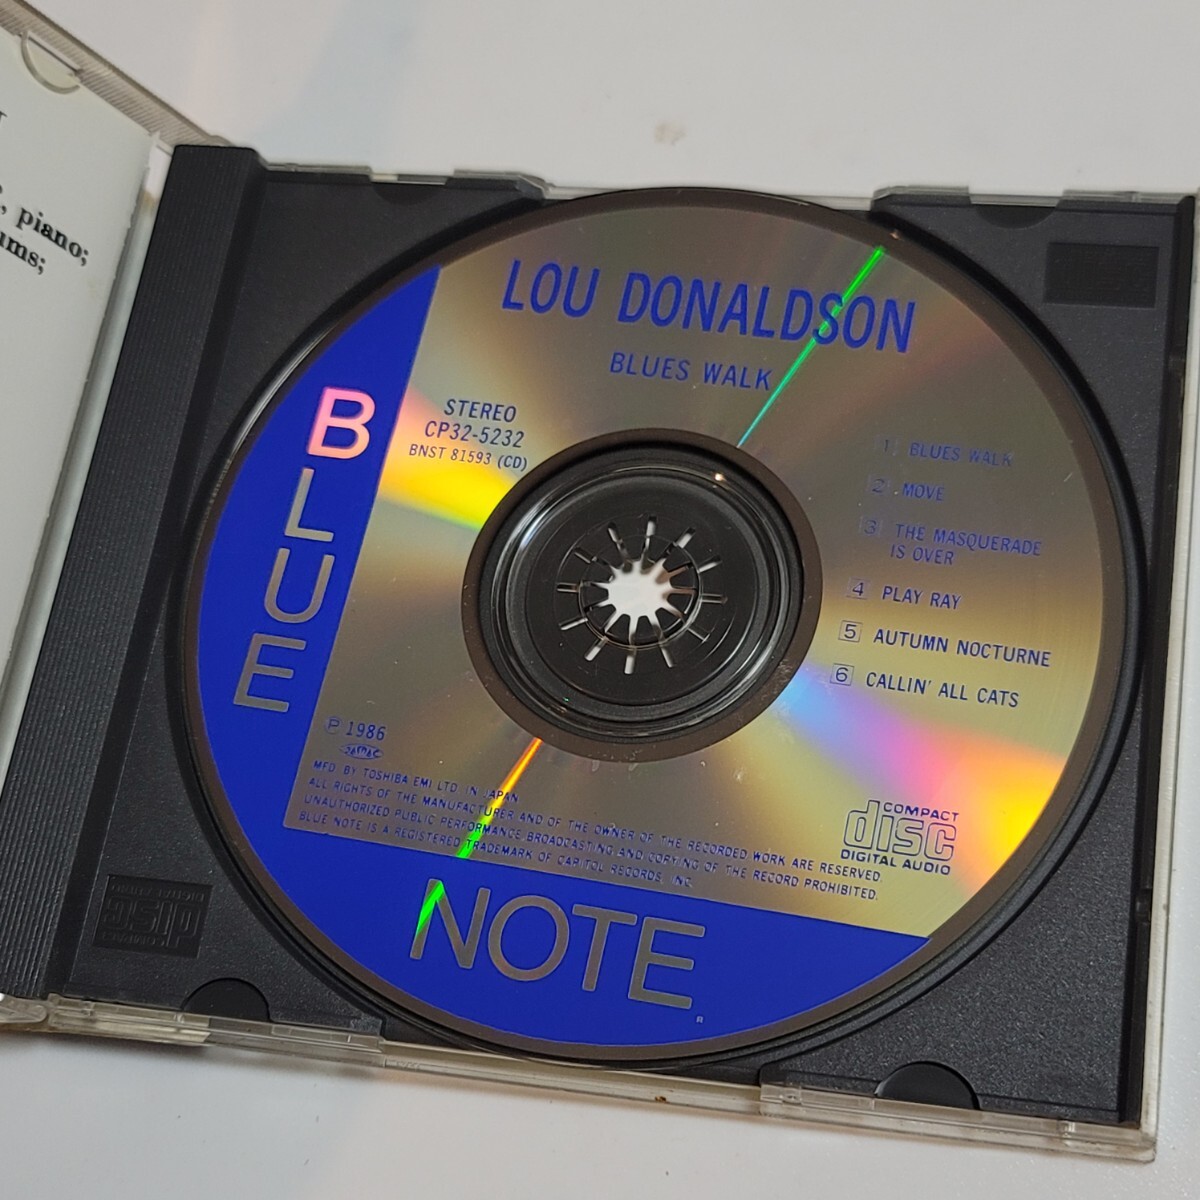 piano;
LOU DONALDSON
BLUES WALK
STEREO
CP32-5232
BNST 81593 (CD)
1 BLUES WALK
2 MOVE
3 THE MASQUERADE
IS OVER
4 PLAY RAY
5 AUTUMN NOCTURNE
6 CALLIN' ALL CATS
BLUE
℗ 1986
JASRAC
MFD. BY TOSHIBA EMI LTD. IN JAPAN
ALL RIGHTS OF THE MANUFACTURER AND OF THE OWNER OF THE RECORDED WORK ARE RESERVED.
UNAUTHORIZED PUBLIC PERFORMANCE, BROADCASTING AND COPYING OF THE RECORD PROHIBITED.
BLUE NOTE IS A REGISTERED TRADEMARK OF CAPITOL RECORDS, INC.
COMPACT
disc
DIGITAL AUDIO
NOTE
®